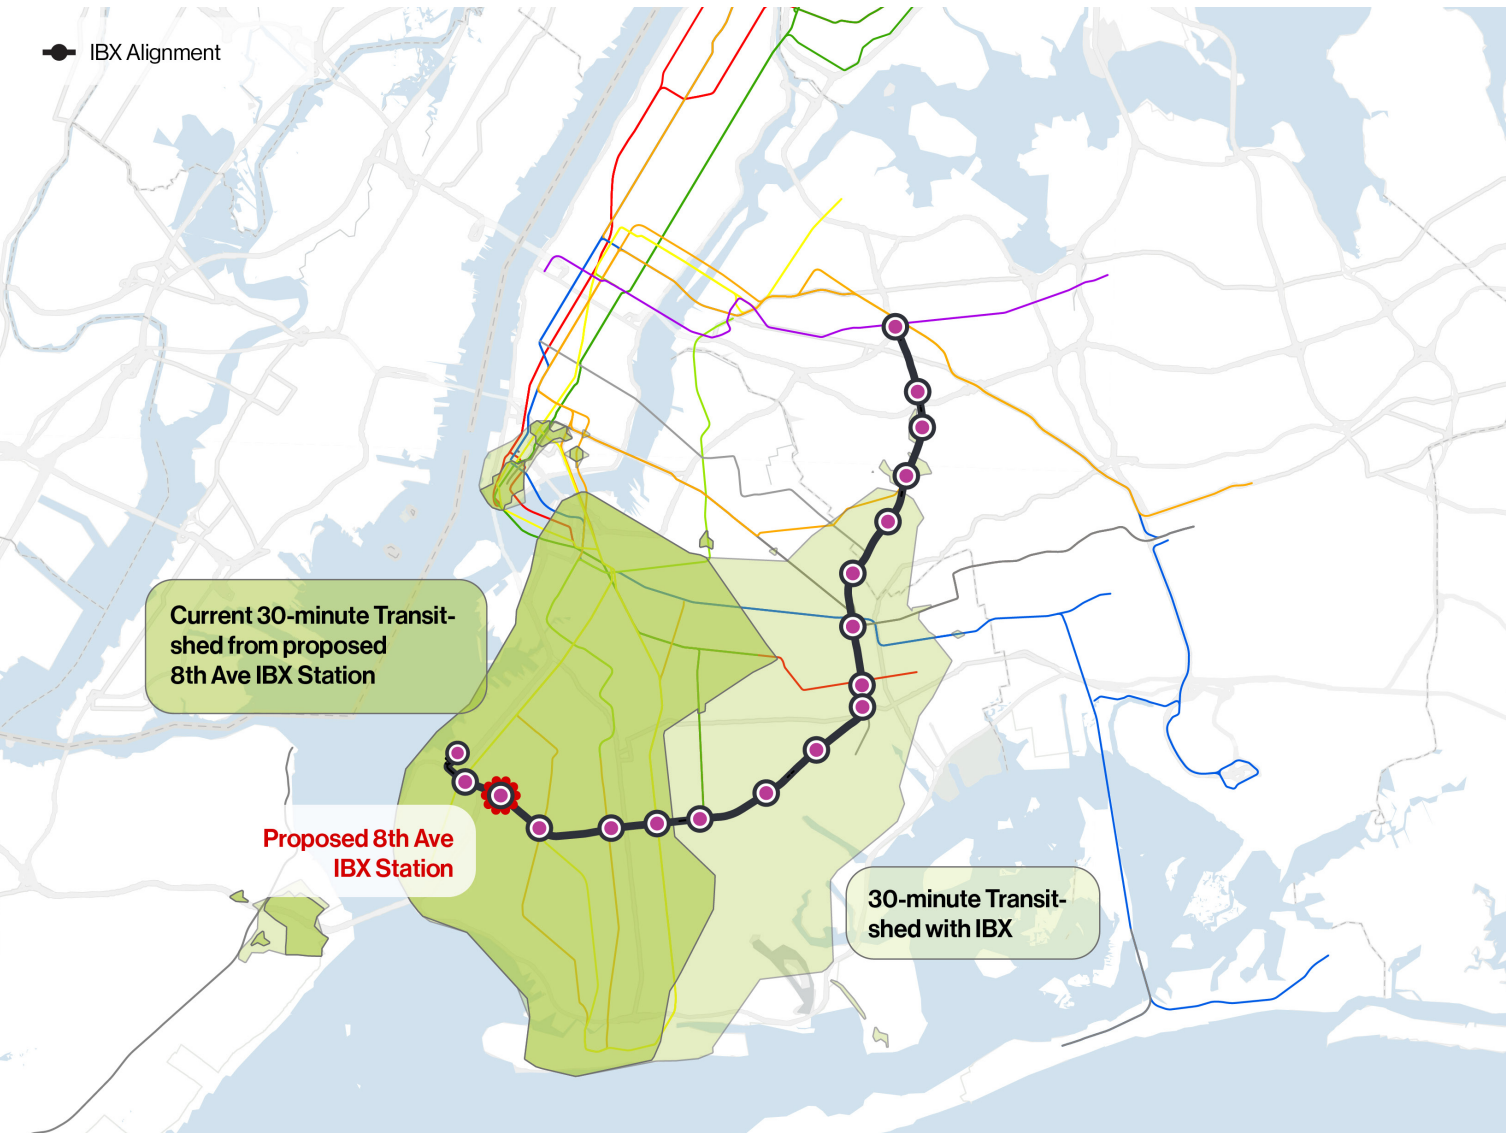 IBX Alignment
Current 30-minute Transit-
shed from proposed
8th Ave IBX Station
Proposed 8th Ave
IBX Station
30-minute Transit-
shed with IBX